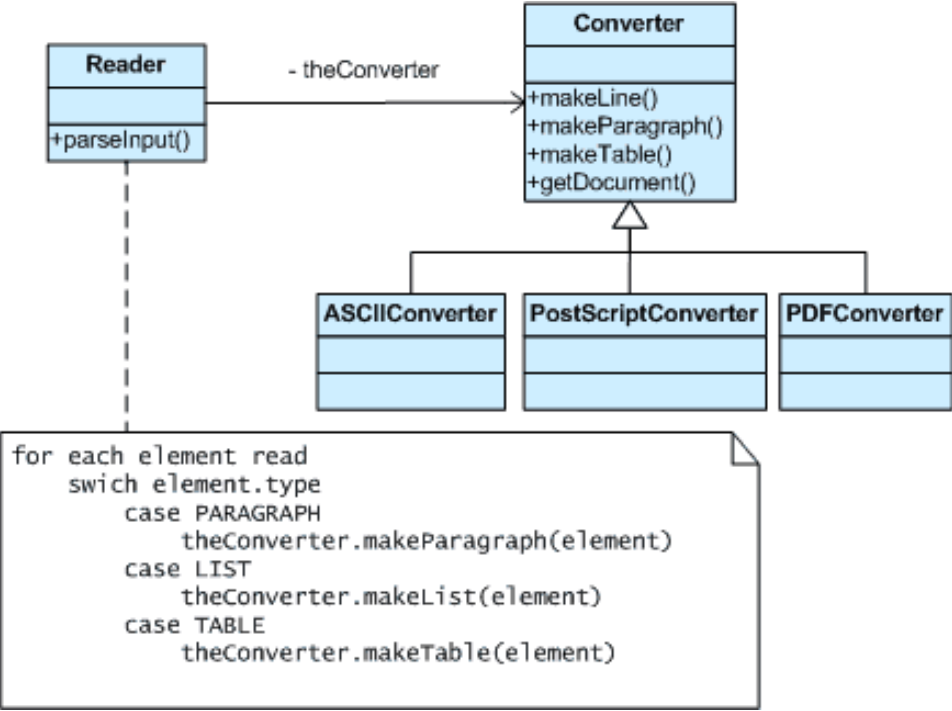 Reader
+parseInput()
- theConverter
Converter
+makeLine()
+makeParagraph()
+makeTable()
+getDocument()
ASCIIConverter
PostScriptConverter
PDFConverter
for each element read
swich element.type
case PARAGRAPH
theConverter.makeParagraph(element)
case LIST
theConverter.makeList(element)
case TABLE
theConverter.makeTable(element)